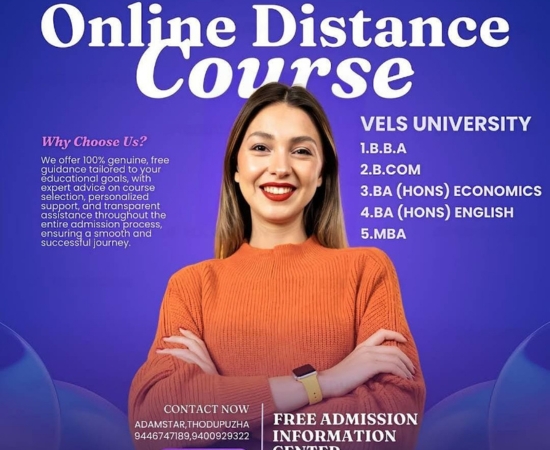 Online Distance
Course
Why Choose Us?
We offer 100% genuine, free
guidance tailored to your
educational goals, with
expert advice on course
selection, personalized
support, and transparent
assistance throughout the
entire admission process,
ensuring a smooth and
successful journey.
VELS UNIVERSITY
1.B.B.A
2.B.COM
3.BA (HONS) ECONOMICS
4.BA (HONS) ENGLISH
5.MBA
CONTACT NOW
ADAMSTAR,THODUPUZHA
9446747189,9400929322
FREE ADMISSION
INFORMATION
CENTER